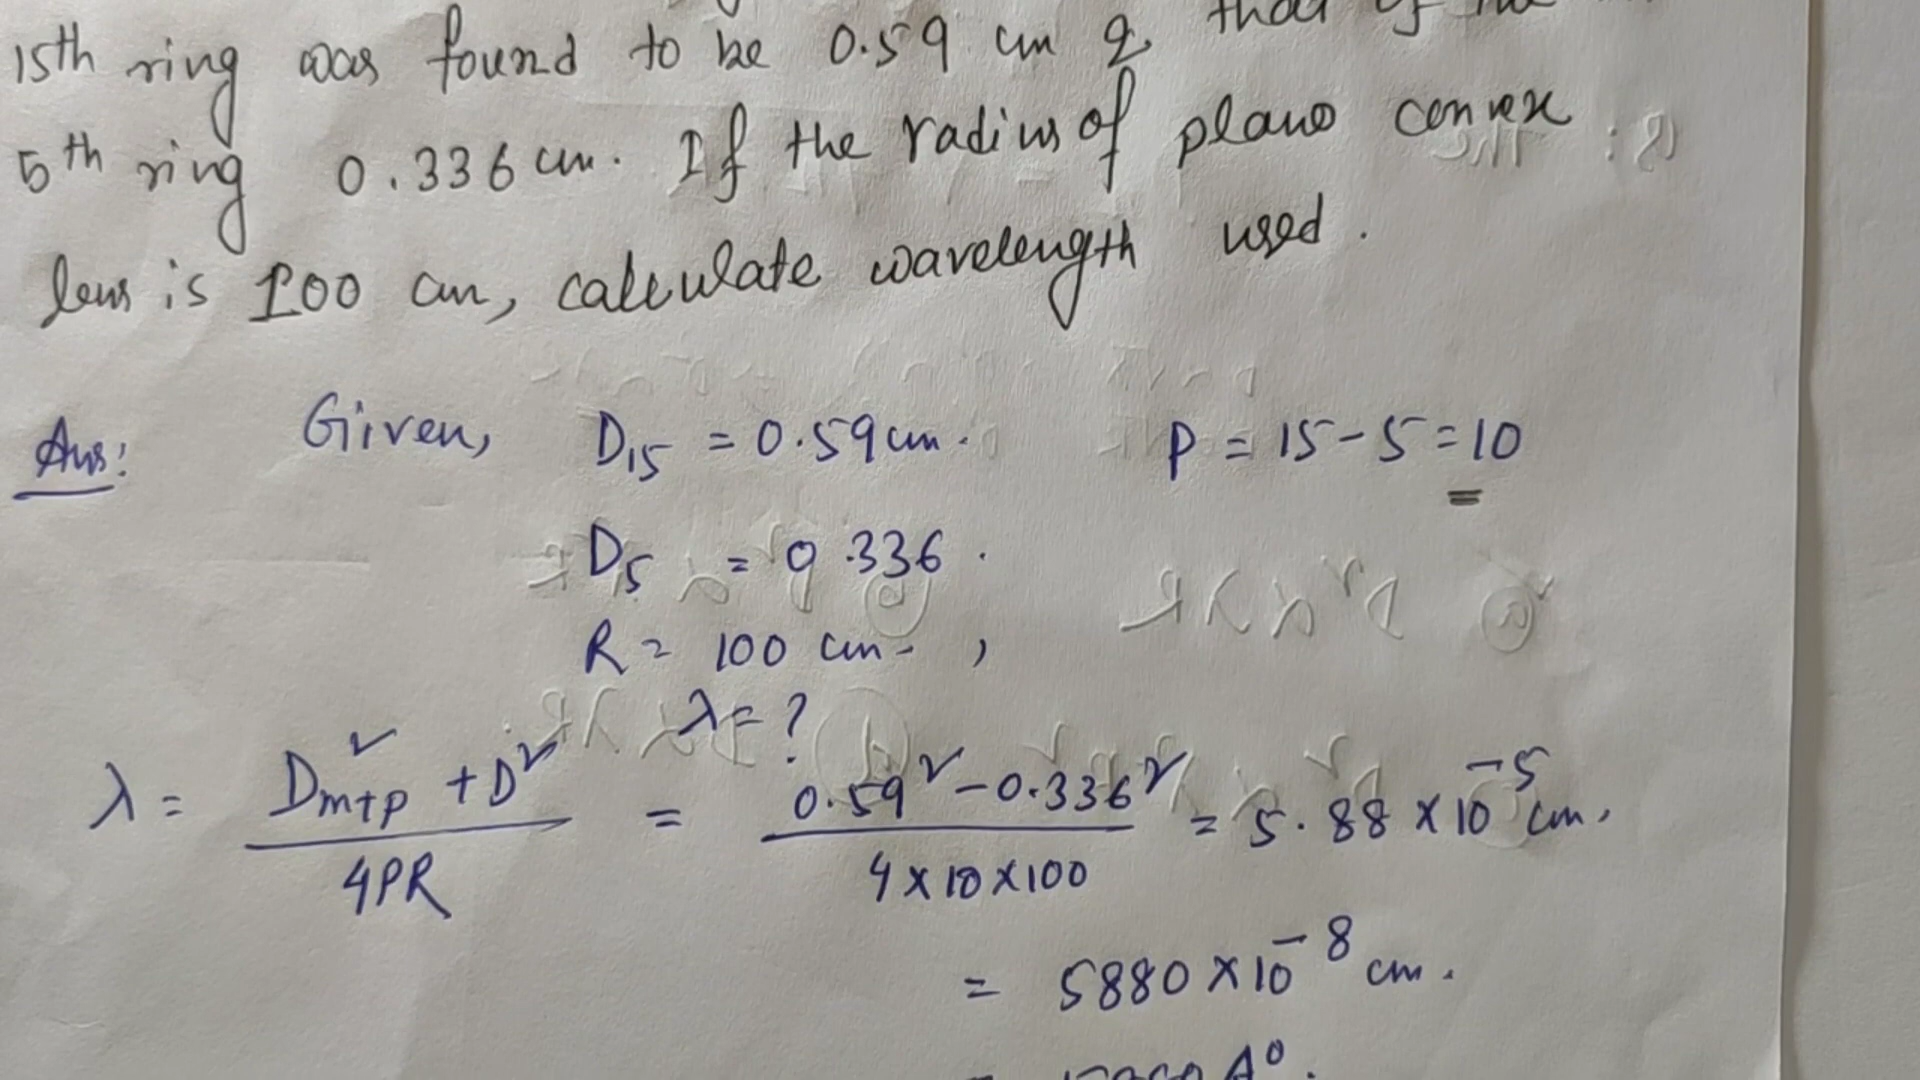 15th ring was found to be 0.59 cm & that of the
5th ring 0.336 cm. If the radius of plano convex
lens is 100 cm, calculate wavelength used.
Ans: Given, D₁₅ = 0.59 cm. P = 15-5 = 10
D₅ = 0.336.
R = 100 cm,
λ = ?
λ = (D²ₘ₊ₚ + D²)/4PR = (0.59² - 0.336²)/(4 x 10 x 100) = 5.88 x 10⁻⁵ cm.
= 5880 x 10⁻⁸ cm.
= A⁰.